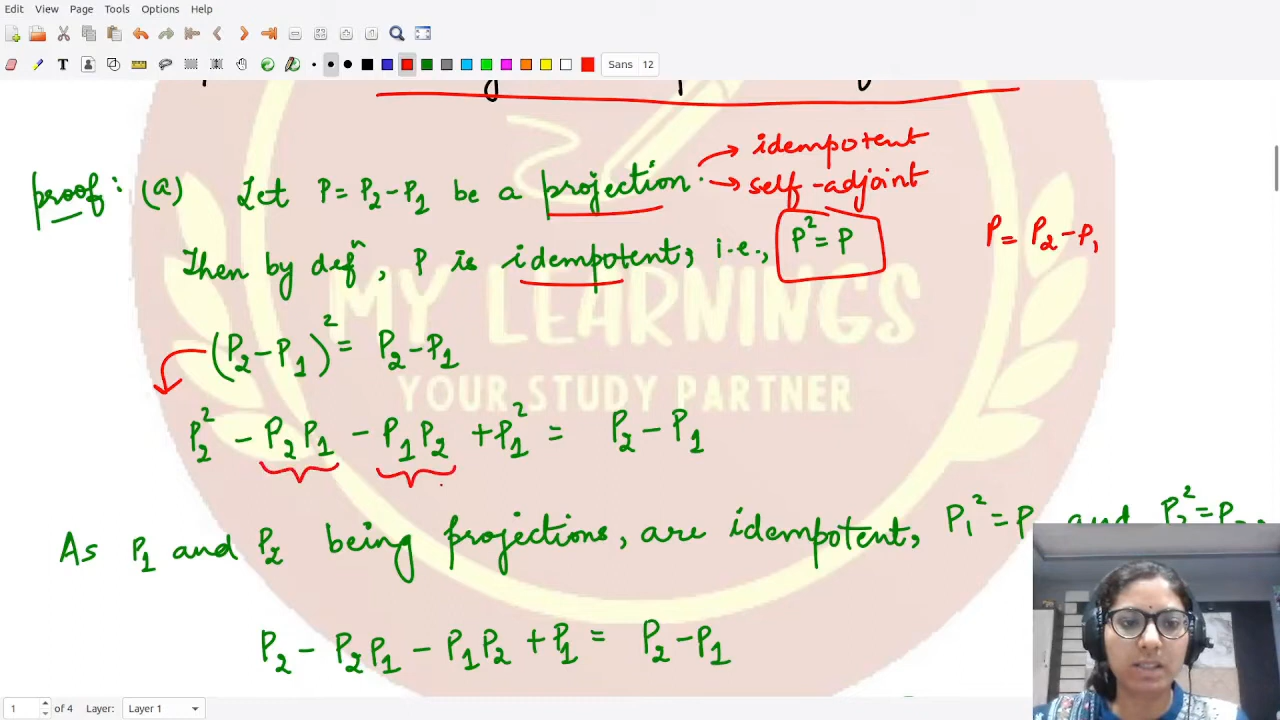 Edit View Page Tools Options Help
Sans 12
idempotent
proof: (a) Let P = P₂-P₁ be a projection.
self-adjoint
P = P₂-P₁
Then by defⁿ, P is idempotent, i.e., P² = P
MY LEARNINGS
(P₂-P₁)² = P₂-P₁
YOUR STUDY PARTNER
P₂² - P₂P₁ - P₁P₂ + P₁² = P₂ - P₁
As P₁ and P₂ being projections, are idempotent, P₁² = P and P₂² = P₂
P₂ - P₂P₁ - P₁P₂ + P₁ = P₂ - P₁
1 of 4 Layer: Layer 1